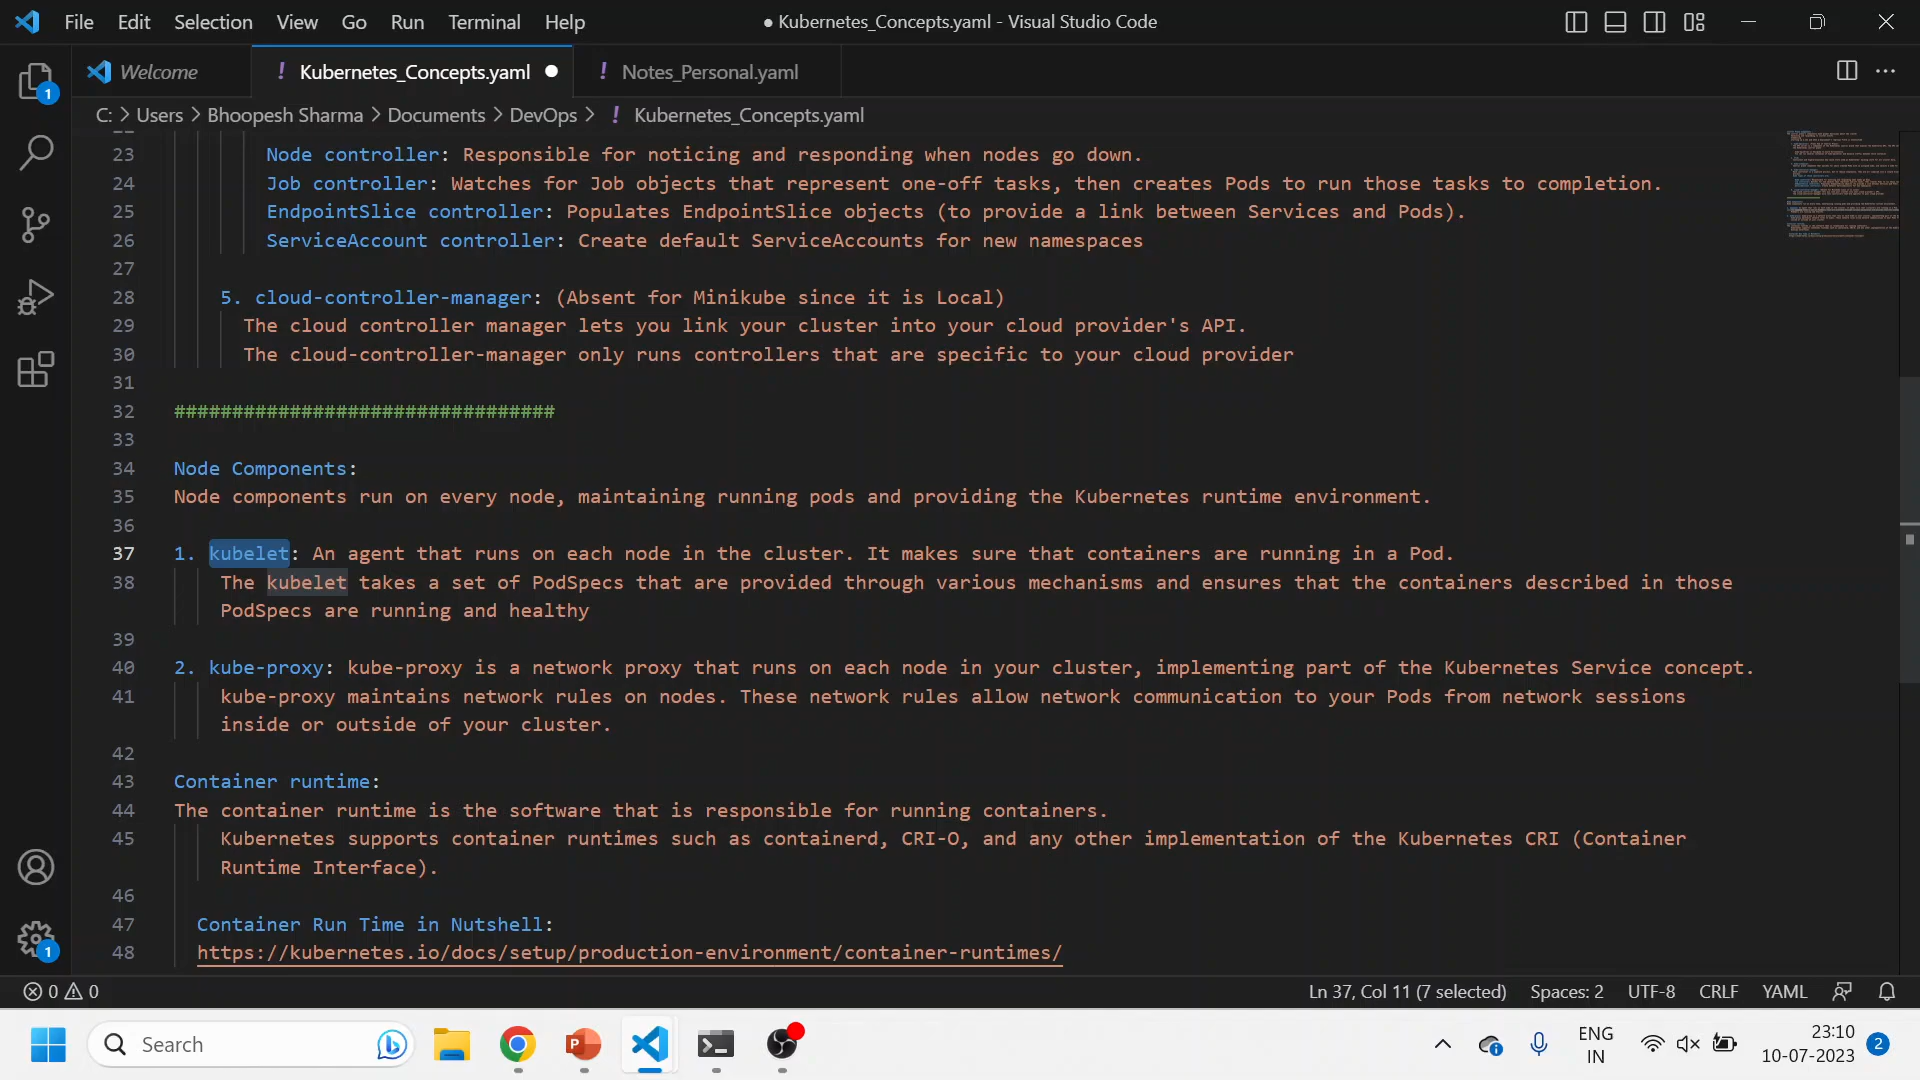 File Edit Selection View Go Run Terminal Help ● Kubernetes_Concepts.yaml - Visual Studio Code
Welcome ! Kubernetes_Concepts.yaml ● ! Notes_Personal.yaml
C: > Users > Bhoopesh Sharma > Documents > DevOps > ! Kubernetes_Concepts.yaml
23 Node controller: Responsible for noticing and responding when nodes go down.
24 Job controller: Watches for Job objects that represent one-off tasks, then creates Pods to run those tasks to completion.
25 EndpointSlice controller: Populates EndpointSlice objects (to provide a link between Services and Pods).
26 ServiceAccount controller: Create default ServiceAccounts for new namespaces
27
28 5. cloud-controller-manager: (Absent for Minikube since it is Local)
29 The cloud controller manager lets you link your cluster into your cloud provider's API.
30 The cloud-controller-manager only runs controllers that are specific to your cloud provider
31
32 #################################
33
34 Node Components:
35 Node components run on every node, maintaining running pods and providing the Kubernetes runtime environment.
36
37 1. kubelet: An agent that runs on each node in the cluster. It makes sure that containers are running in a Pod.
38 The kubelet takes a set of PodSpecs that are provided through various mechanisms and ensures that the containers described in those
PodSpecs are running and healthy
39
40 2. kube-proxy: kube-proxy is a network proxy that runs on each node in your cluster, implementing part of the Kubernetes Service concept.
41 kube-proxy maintains network rules on nodes. These network rules allow network communication to your Pods from network sessions
inside or outside of your cluster.
42
43 Container runtime:
44 The container runtime is the software that is responsible for running containers.
45 Kubernetes supports container runtimes such as containerd, CRI-O, and any other implementation of the Kubernetes CRI (Container
Runtime Interface).
46
47 Container Run Time in Nutshell:
48 https://kubernetes.io/docs/setup/production-environment/container-runtimes/
1
1
0 0 Ln 37, Col 11 (7 selected) Spaces: 2 UTF-8 CRLF YAML
Search ENG 23:10
IN 10-07-2023 2